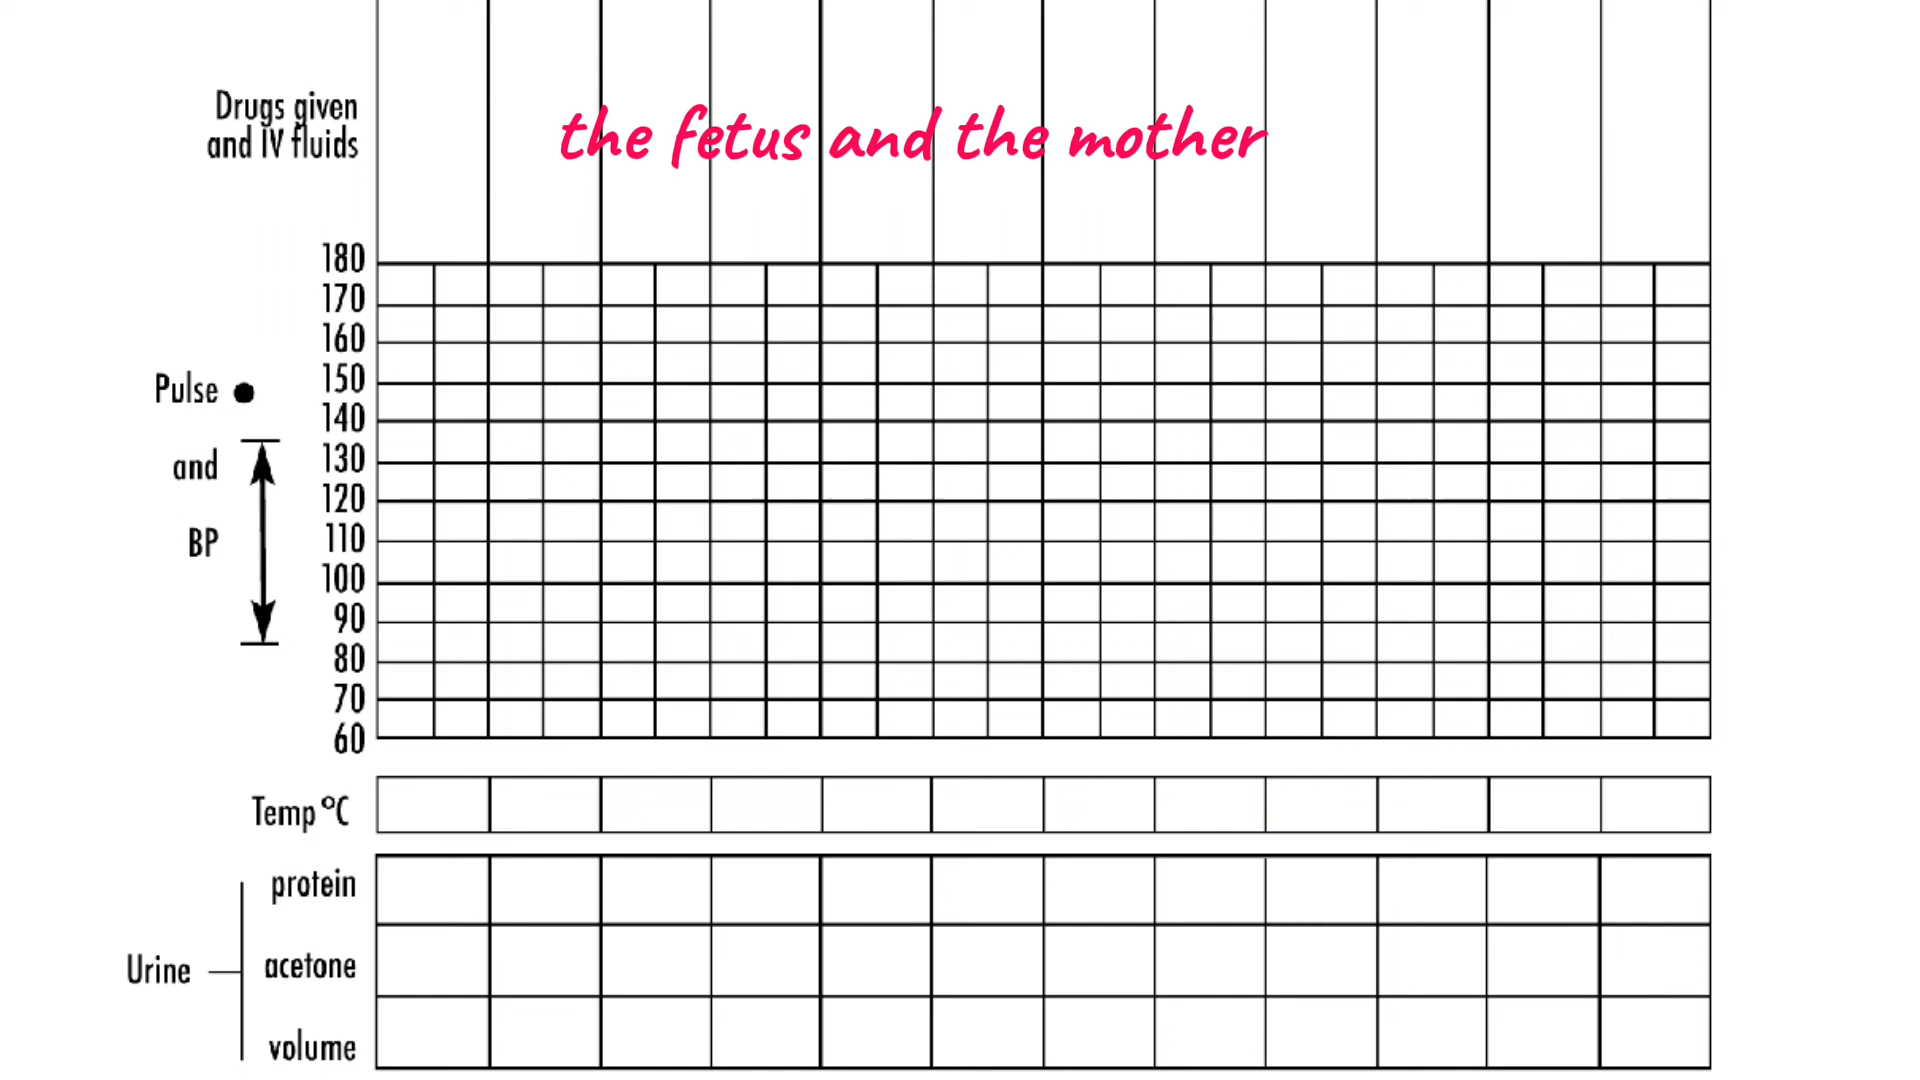 Drugs given
and IV fluids
the fetus and the mother
180
170
160
150
140
130
120
110
100
90
80
70
60
Pulse
and
BP
Temp °C
Urine
protein
acetone
volume